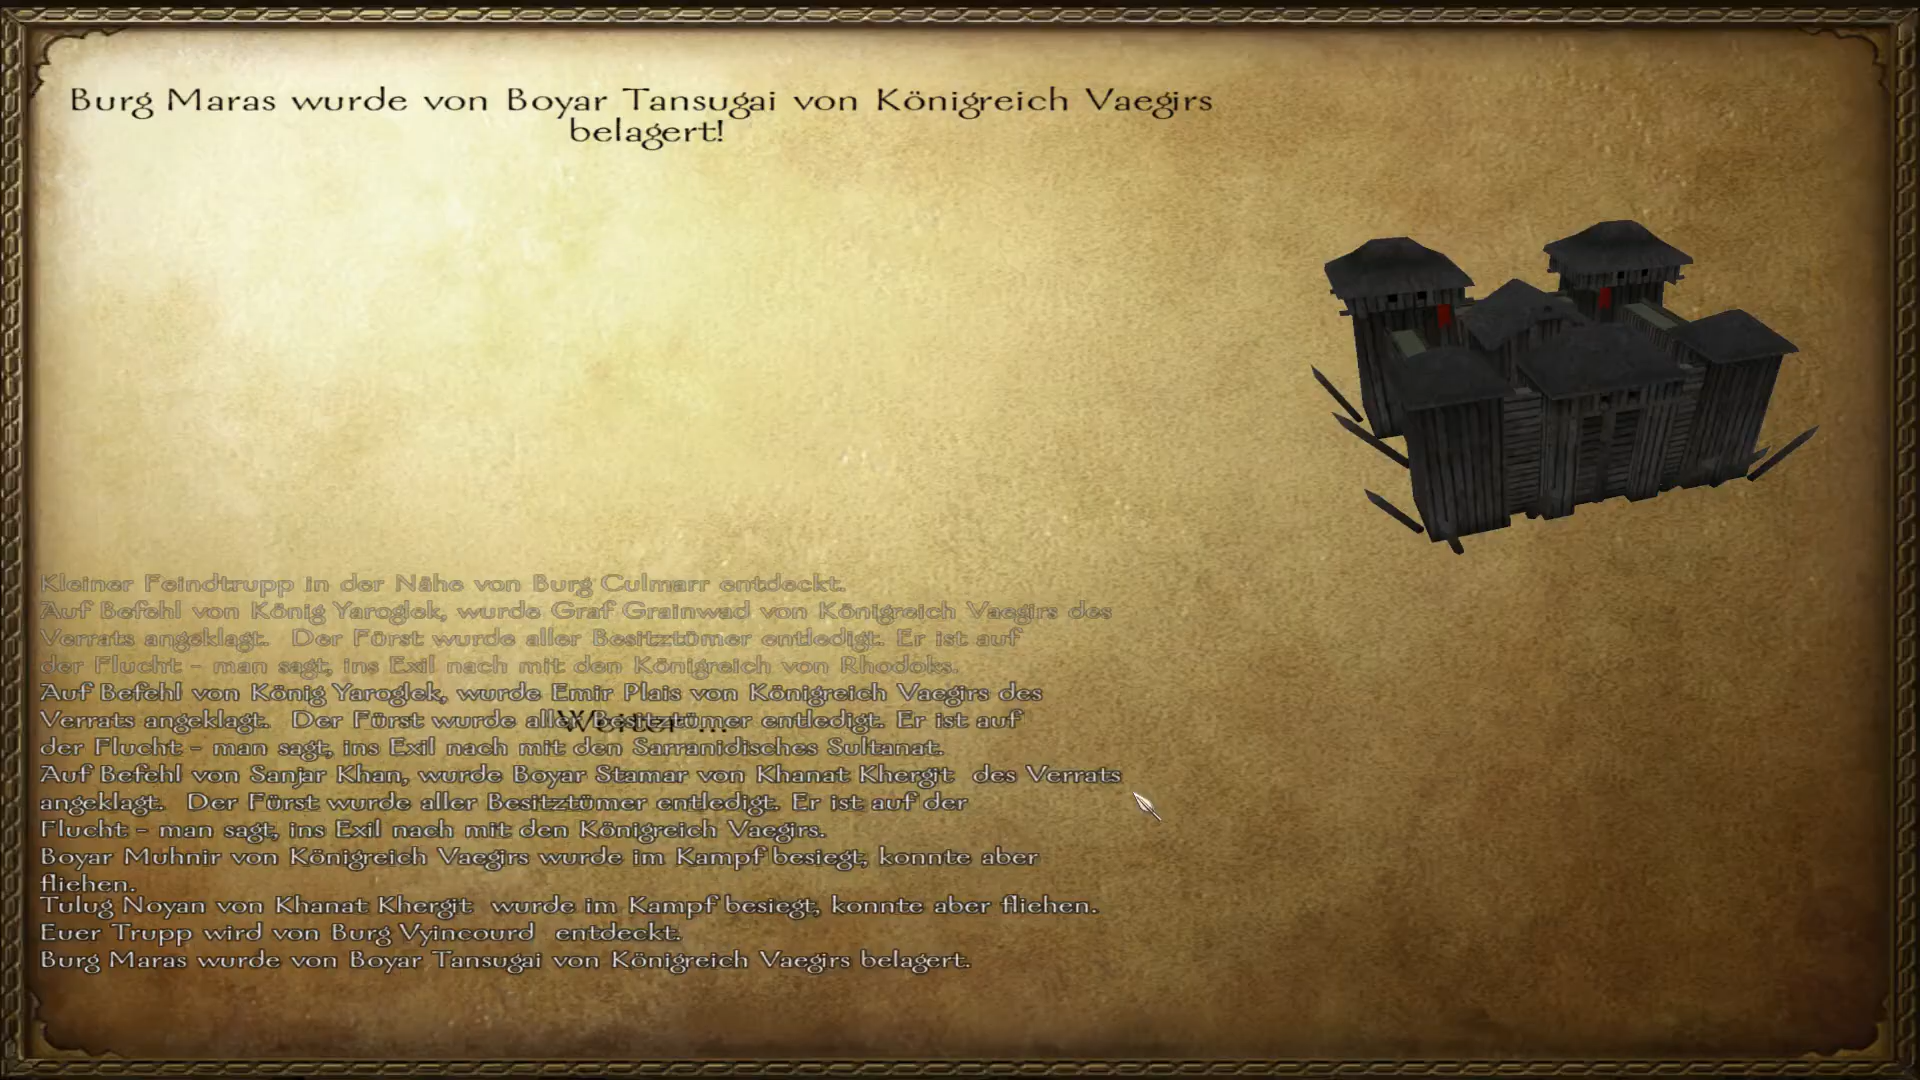 Burg Maras wurde von Boyar Tansugai von Königreich Vaegirs
belagert!
Kleiner Feindtrupp in der Nähe von Burg Culmarr entdeckt.
Auf Befehl von König Yaroglek, wurde Graf Grainwad von Königreich Vaegirs des
Verrats angeklagt. Der Fürst wurde aller Besitztümer entledigt. Er ist auf
der Flucht - man sagt, ins Exil nach mit den Königreich von Rhodoks.
Auf Befehl von König Yaroglek, wurde Emir Plais von Königreich Vaegirs des
Verrats angeklagt. Der Fürst wurde aller Besitztümer entledigt. Er ist auf
Weiter ...
der Flucht - man sagt, ins Exil nach mit den Sarranidisches Sultanat.
Auf Befehl von Sanjar Khan, wurde Boyar Stamar von Khanat Khergit des Verrats
angeklagt. Der Fürst wurde aller Besitztümer entledigt. Er ist auf der
Flucht - man sagt, ins Exil nach mit den Königreich Vaegirs.
Boyar Muhnir von Königreich Vaegirs wurde im Kampf besiegt, konnte aber
fliehen.
Tulug Noyan von Khanat Khergit wurde im Kampf besiegt, konnte aber fliehen.
Euer Trupp wird von Burg Vyincourd entdeckt.
Burg Maras wurde von Boyar Tansugai von Königreich Vaegirs belagert.